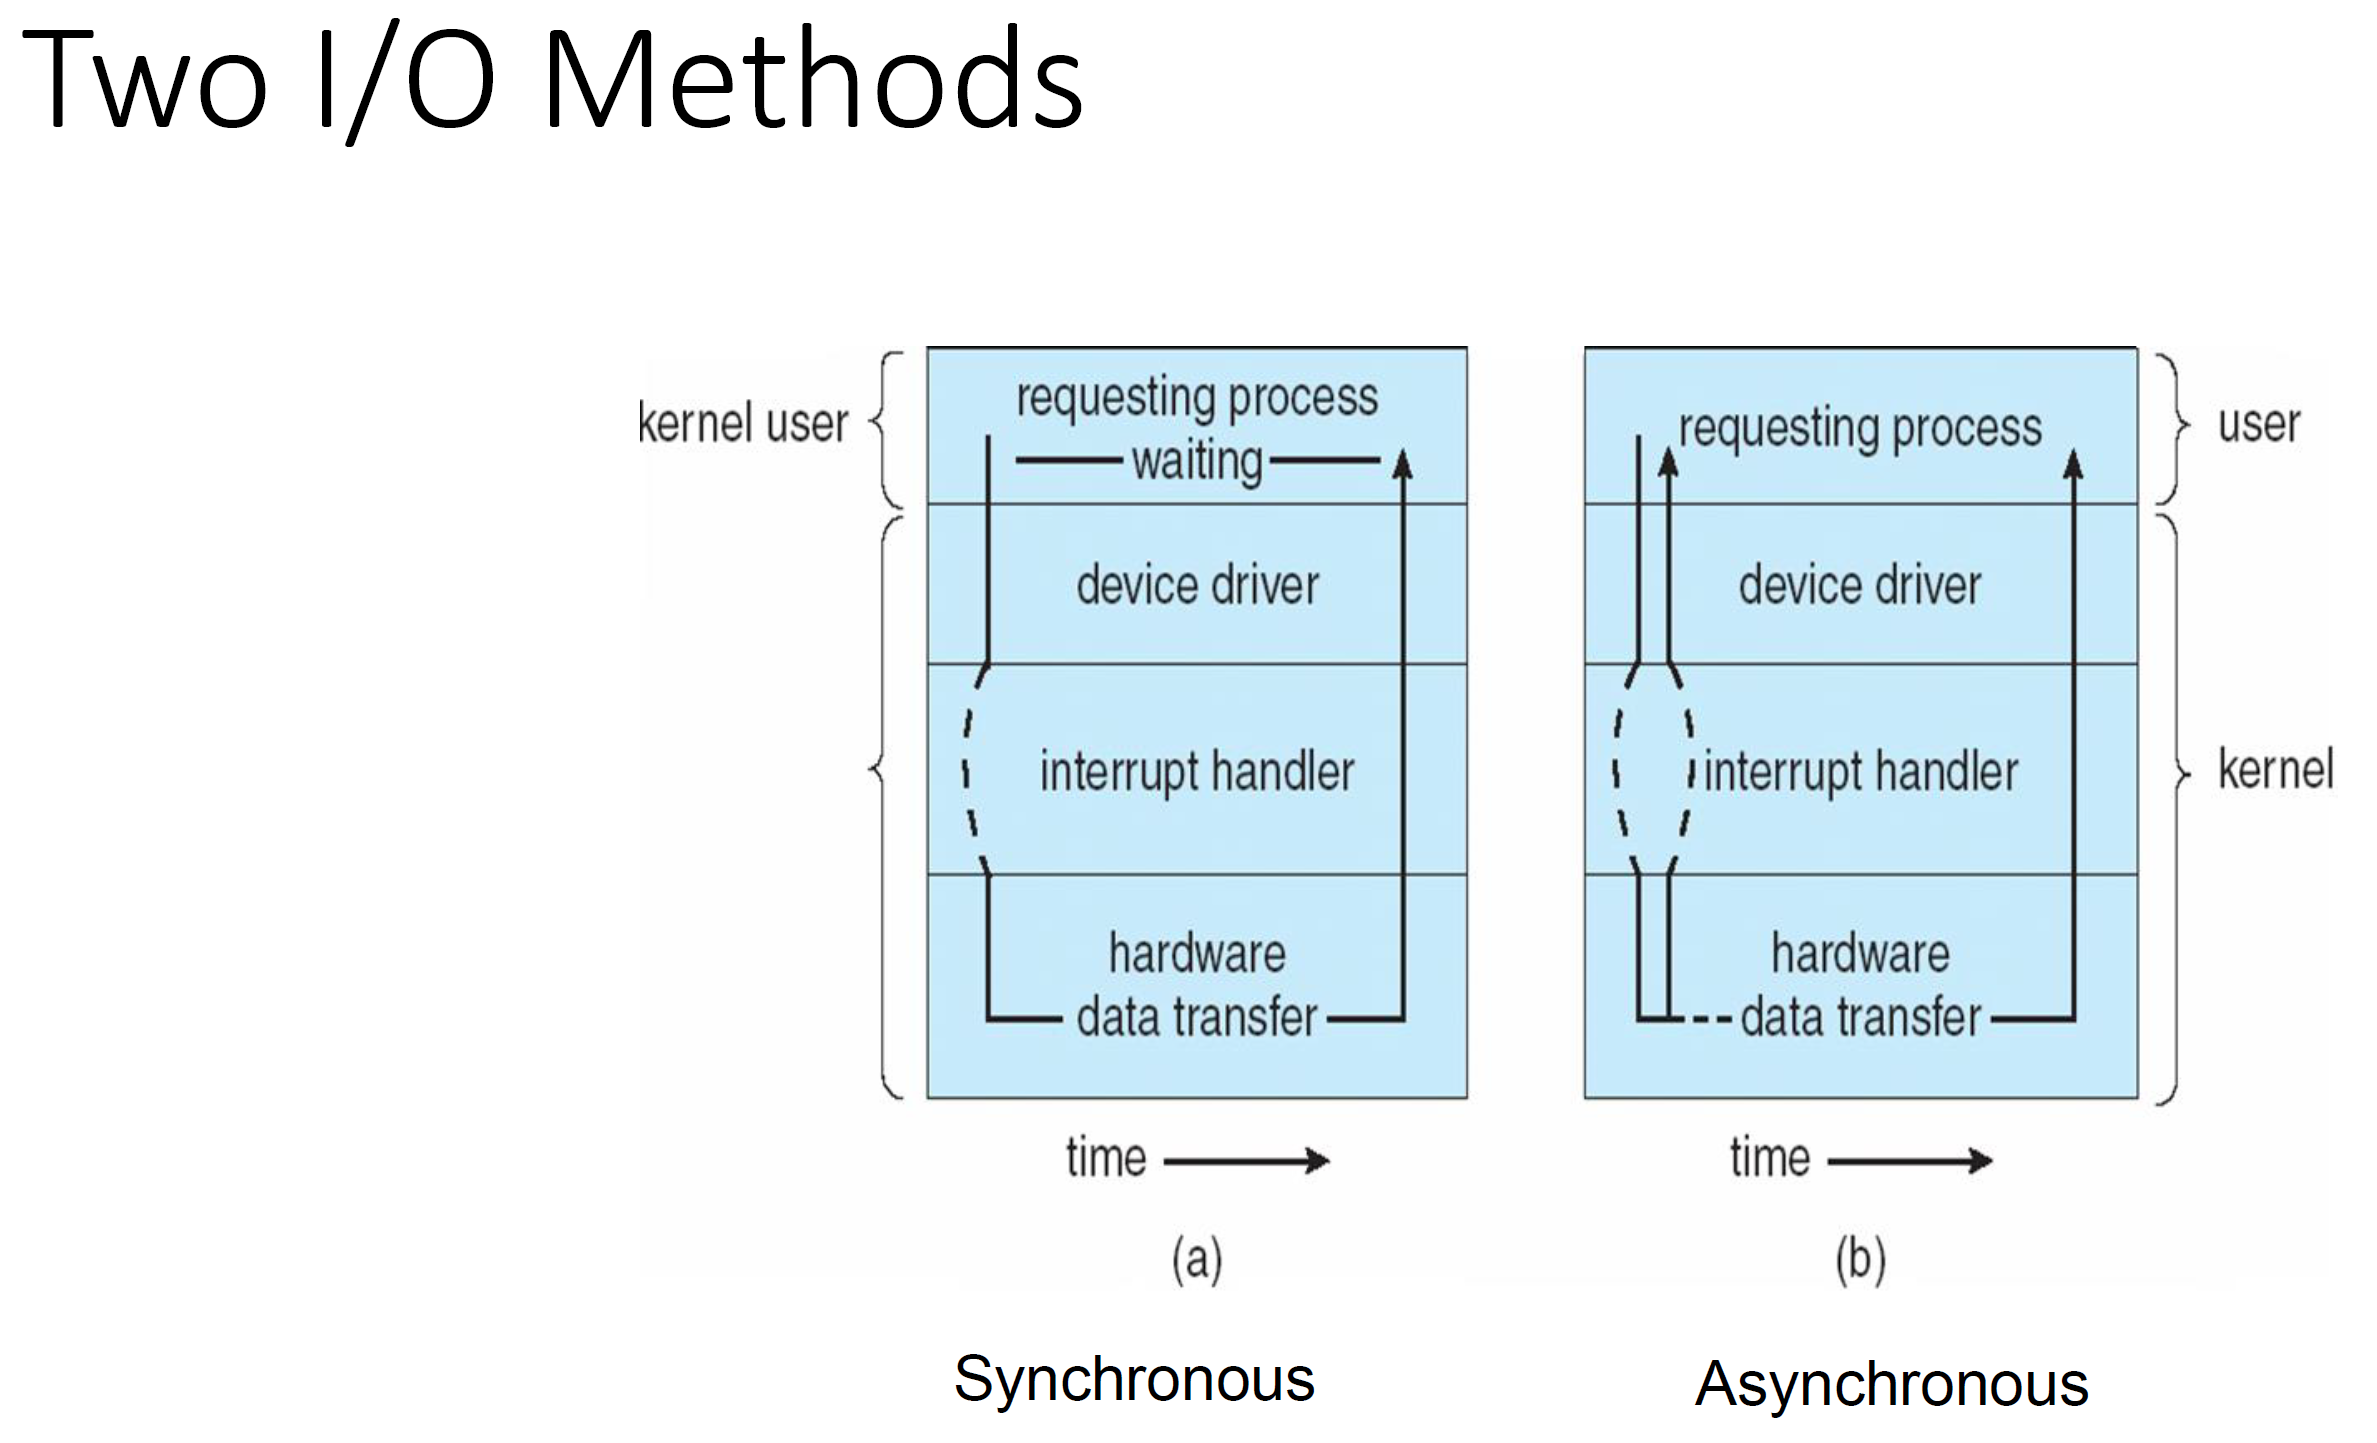 Two I/O Methods
kernel user
requesting process
waiting
device driver
interrupt handler
hardware
data transfer
time
(a)
Synchronous
requesting process
user
device driver
interrupt handler
kernel
hardware
data transfer
time
(b)
Asynchronous